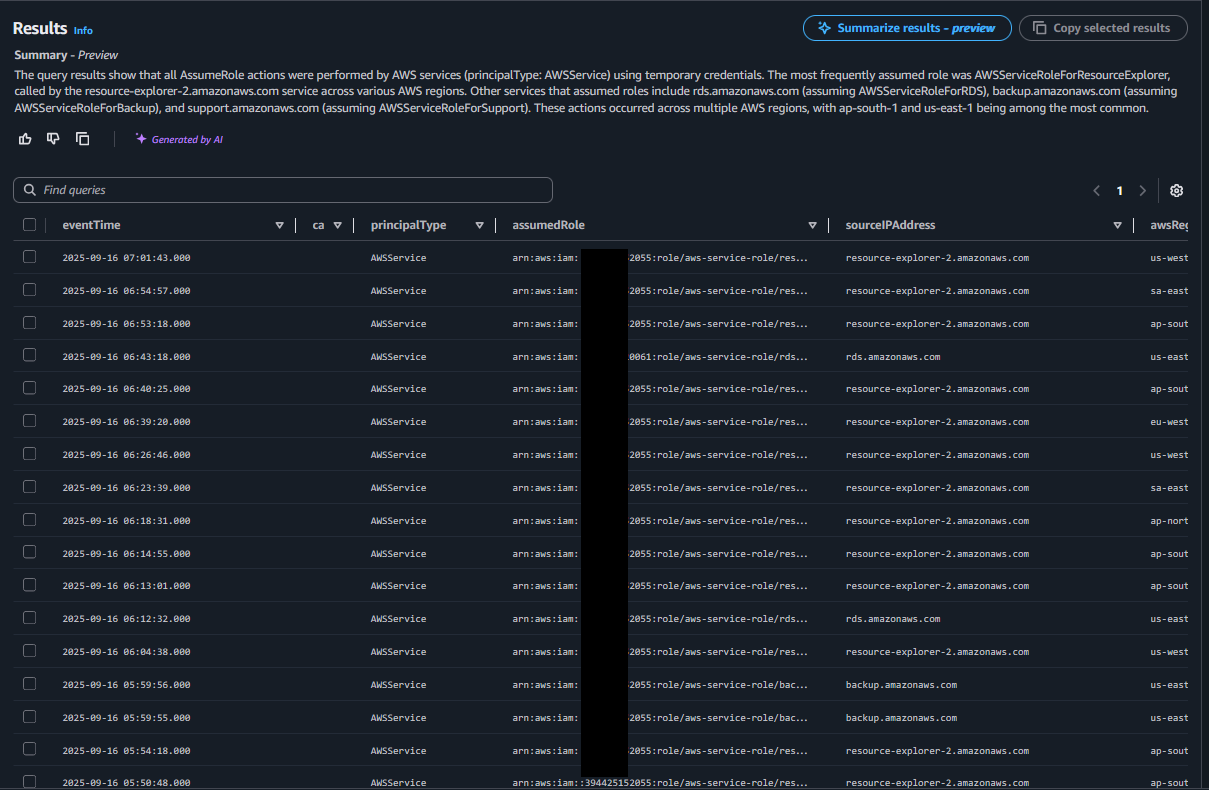 Results Info
Summarize results - preview
Copy selected results
Summary - Preview
The query results show that all AssumeRole actions were performed by AWS services (principalType: AWSService) using temporary credentials. The most frequently assumed role was AWSServiceRoleForResourceExplorer,
called by the resource-explorer-2.amazonaws.com service across various AWS regions. Other services that assumed roles include rds.amazonaws.com (assuming AWSServiceRoleForRDS), backup.amazonaws.com (assuming
AWSServiceRoleForBackup), and support.amazonaws.com (assuming AWSServiceRoleForSupport). These actions occurred across multiple AWS regions, with ap-south-1 and us-east-1 being among the most common.
Generated by AI
Find queries
1
eventTime ca principalType assumedRole sourceIPAddress awsReg
2025-09-16 07:01:43.000 AWSService arn:aws:iam: 2055:role/aws-service-role/res... resource-explorer-2.amazonaws.com us-west
2025-09-16 06:54:57.000 AWSService arn:aws:iam: 2055:role/aws-service-role/res... resource-explorer-2.amazonaws.com sa-east
2025-09-16 06:53:18.000 AWSService arn:aws:iam: 2055:role/aws-service-role/res... resource-explorer-2.amazonaws.com ap-sout
2025-09-16 06:43:18.000 AWSService arn:aws:iam: 0061:role/aws-service-role/rds... rds.amazonaws.com us-east
2025-09-16 06:40:25.000 AWSService arn:aws:iam: 2055:role/aws-service-role/res... resource-explorer-2.amazonaws.com ap-sout
2025-09-16 06:39:20.000 AWSService arn:aws:iam: 2055:role/aws-service-role/res... resource-explorer-2.amazonaws.com eu-west
2025-09-16 06:26:46.000 AWSService arn:aws:iam: 2055:role/aws-service-role/res... resource-explorer-2.amazonaws.com us-west
2025-09-16 06:23:39.000 AWSService arn:aws:iam: 2055:role/aws-service-role/res... resource-explorer-2.amazonaws.com sa-east
2025-09-16 06:18:31.000 AWSService arn:aws:iam: 2055:role/aws-service-role/res... resource-explorer-2.amazonaws.com ap-nort
2025-09-16 06:14:55.000 AWSService arn:aws:iam: 2055:role/aws-service-role/res... resource-explorer-2.amazonaws.com ap-sout
2025-09-16 06:13:01.000 AWSService arn:aws:iam: 2055:role/aws-service-role/res... resource-explorer-2.amazonaws.com ap-sout
2025-09-16 06:12:32.000 AWSService arn:aws:iam: 2055:role/aws-service-role/rds... rds.amazonaws.com us-east
2025-09-16 06:04:38.000 AWSService arn:aws:iam: 2055:role/aws-service-role/res... resource-explorer-2.amazonaws.com us-west
2025-09-16 05:59:56.000 AWSService arn:aws:iam: 2055:role/aws-service-role/bac... backup.amazonaws.com us-east
2025-09-16 05:59:55.000 AWSService arn:aws:iam: 2055:role/aws-service-role/bac... backup.amazonaws.com us-east
2025-09-16 05:54:18.000 AWSService arn:aws:iam: 2055:role/aws-service-role/res... resource-explorer-2.amazonaws.com ap-sout
2025-09-16 05:50:48.000 AWSService arn:aws:iam::394425152055:role/aws-service-role/res... resource-explorer-2.amazonaws.com ap-sout